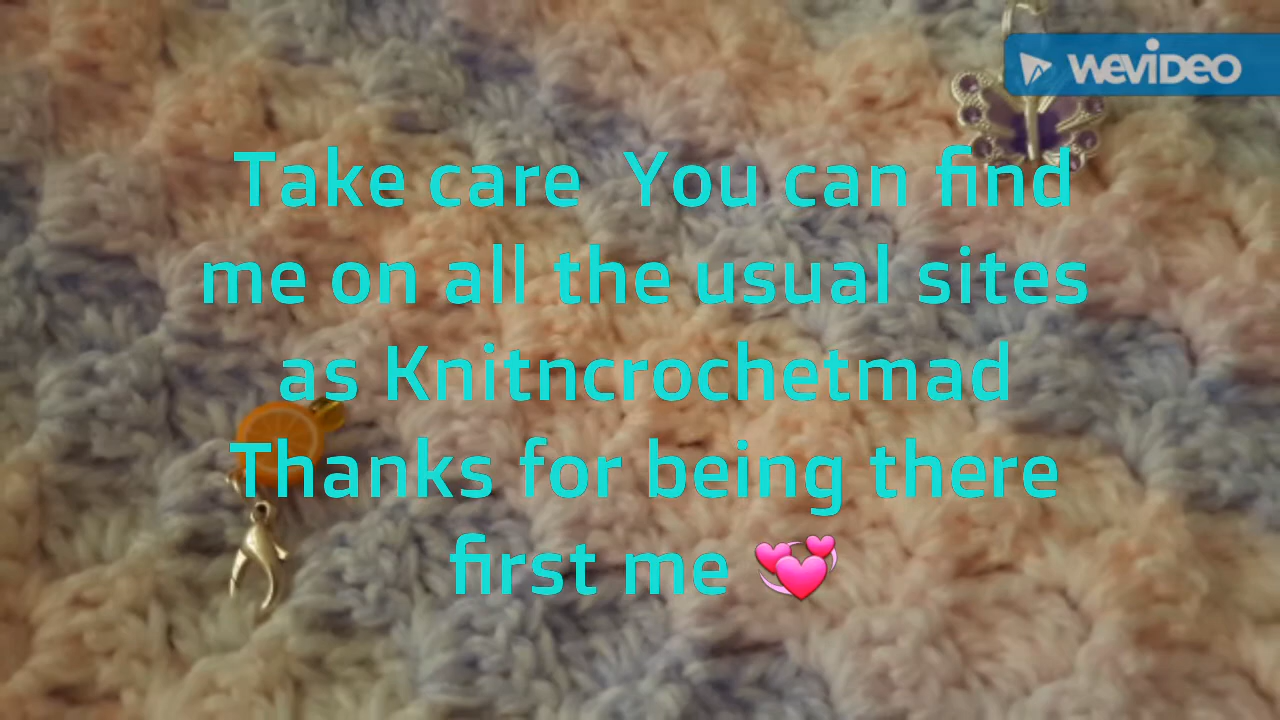 WEVIDEO
Take care  You can find
me on all the usual sites
as Knitncrochetmad
Thanks for being there
first me 💞